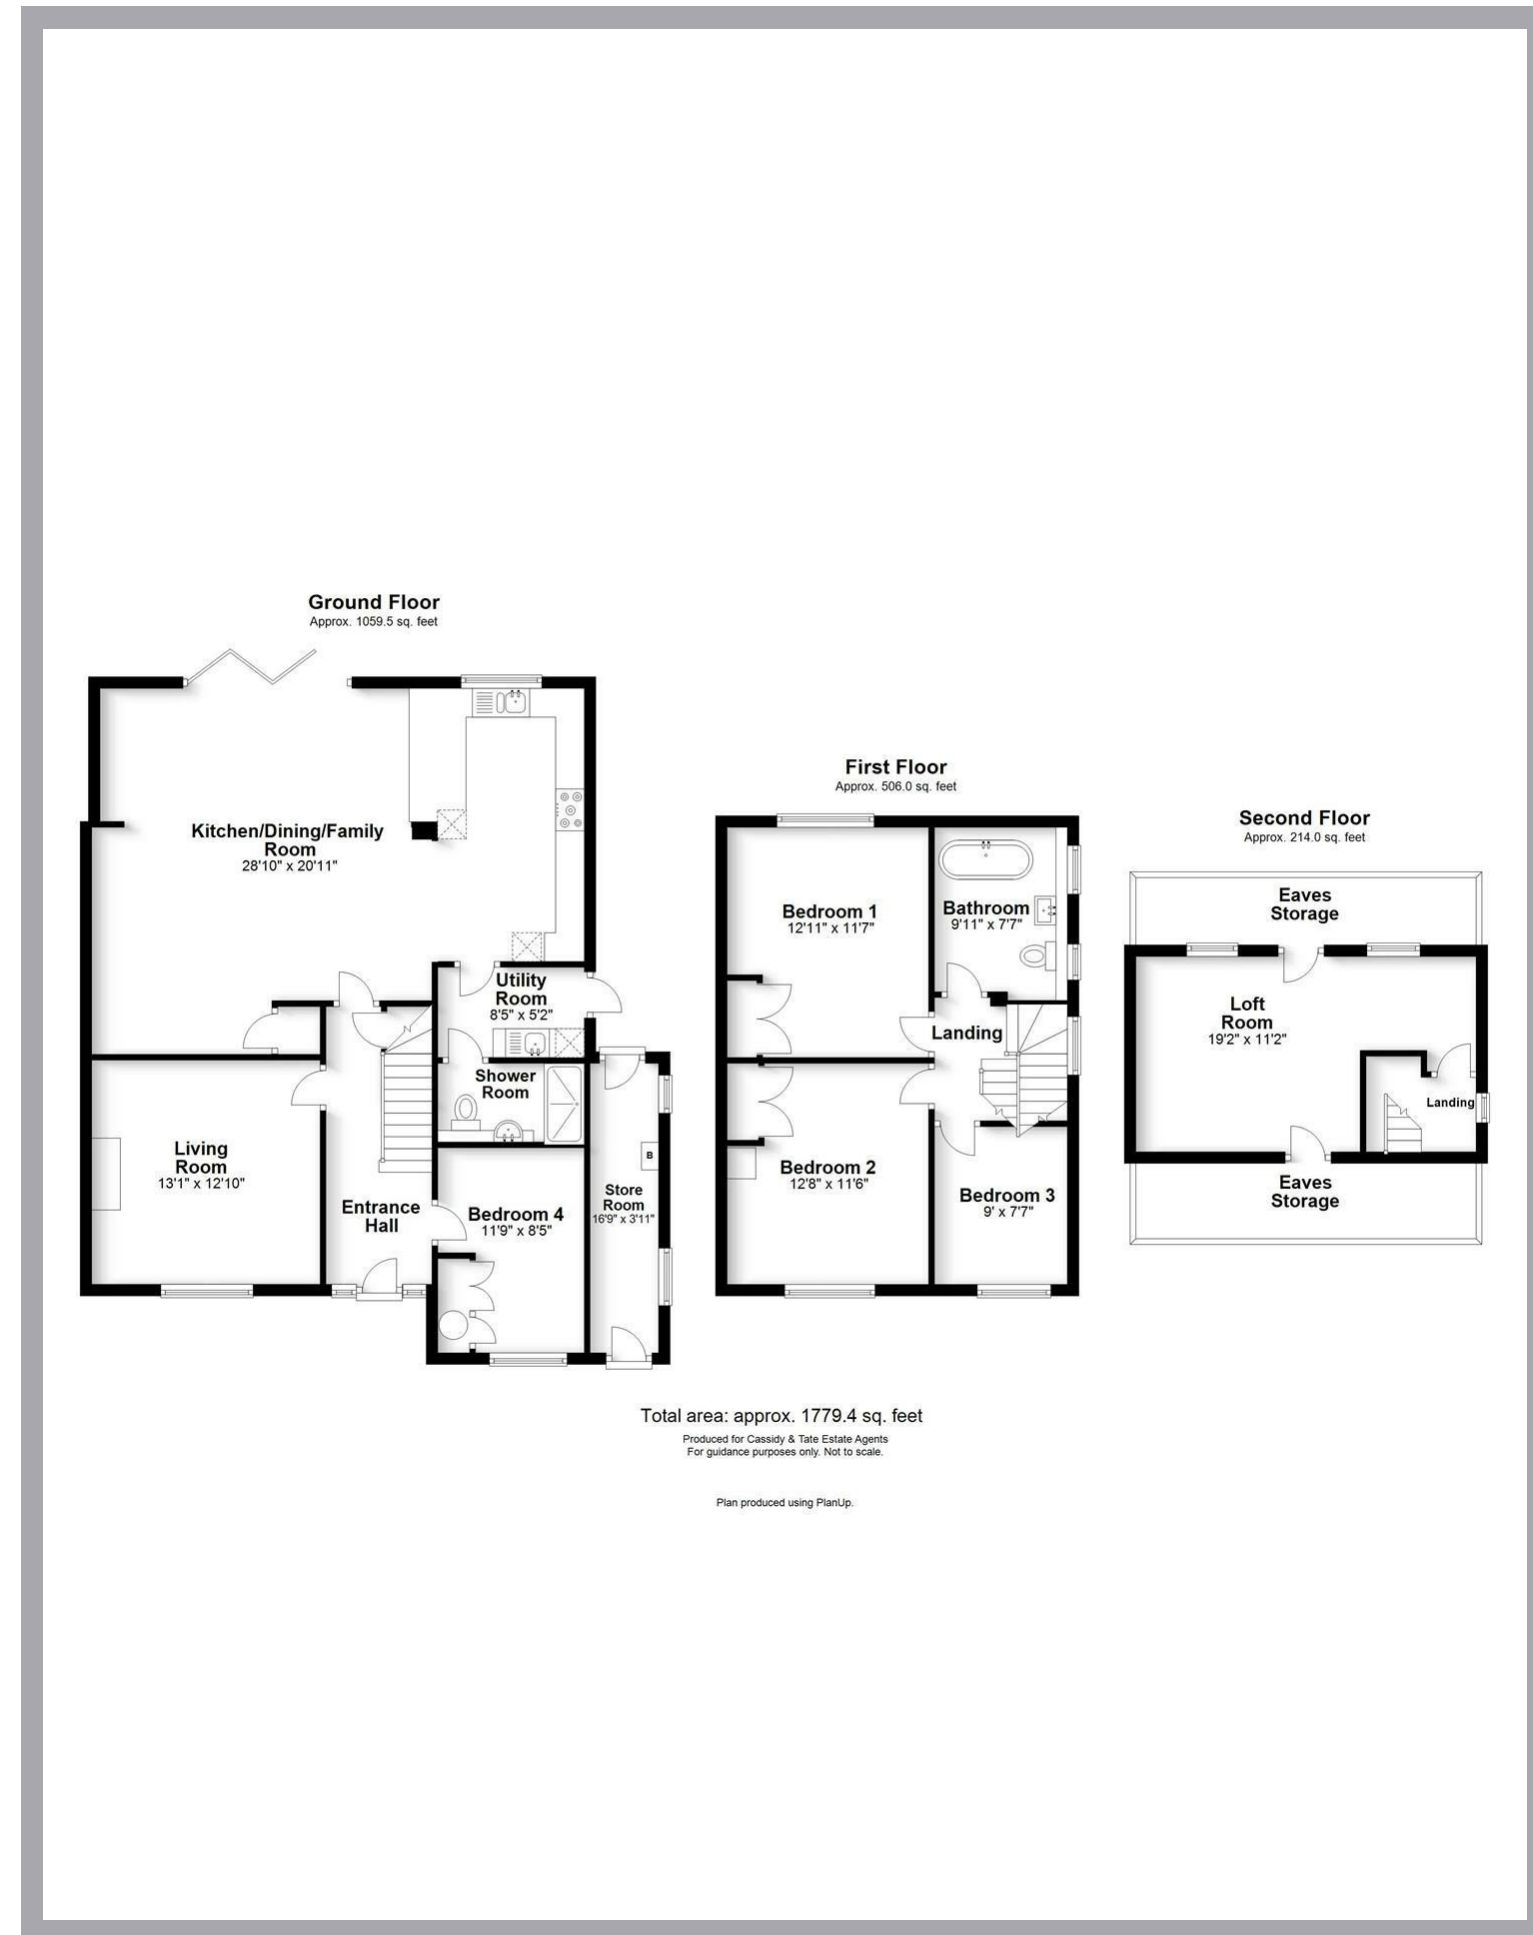 Ground Floor
Approx. 1059.5 sq. feet
Kitchen/Dining/Family
Room
28'10" x 20'11"
Utility
Room
8'5" x 5'2"
Shower
Room
Living
Room
13'1" x 12'10"
Entrance
Hall
Bedroom 4
11'9" x 8'5"
B
Store
Room
16'9" x 3'11"
First Floor
Approx. 506.0 sq. feet
Bedroom 1
12'11" x 11'7"
Bathroom
9'11" x 7'7"
Landing
Bedroom 2
12'8" x 11'6"
Bedroom 3
9' x 7'7"
Second Floor
Approx. 214.0 sq. feet
Eaves
Storage
Loft
Room
19'2" x 11'2"
Landing
Eaves
Storage
Total area: approx. 1779.4 sq. feet
Produced for Cassidy & Tate Estate Agents
For guidance purposes only. Not to scale.
Plan produced using PlanUp.